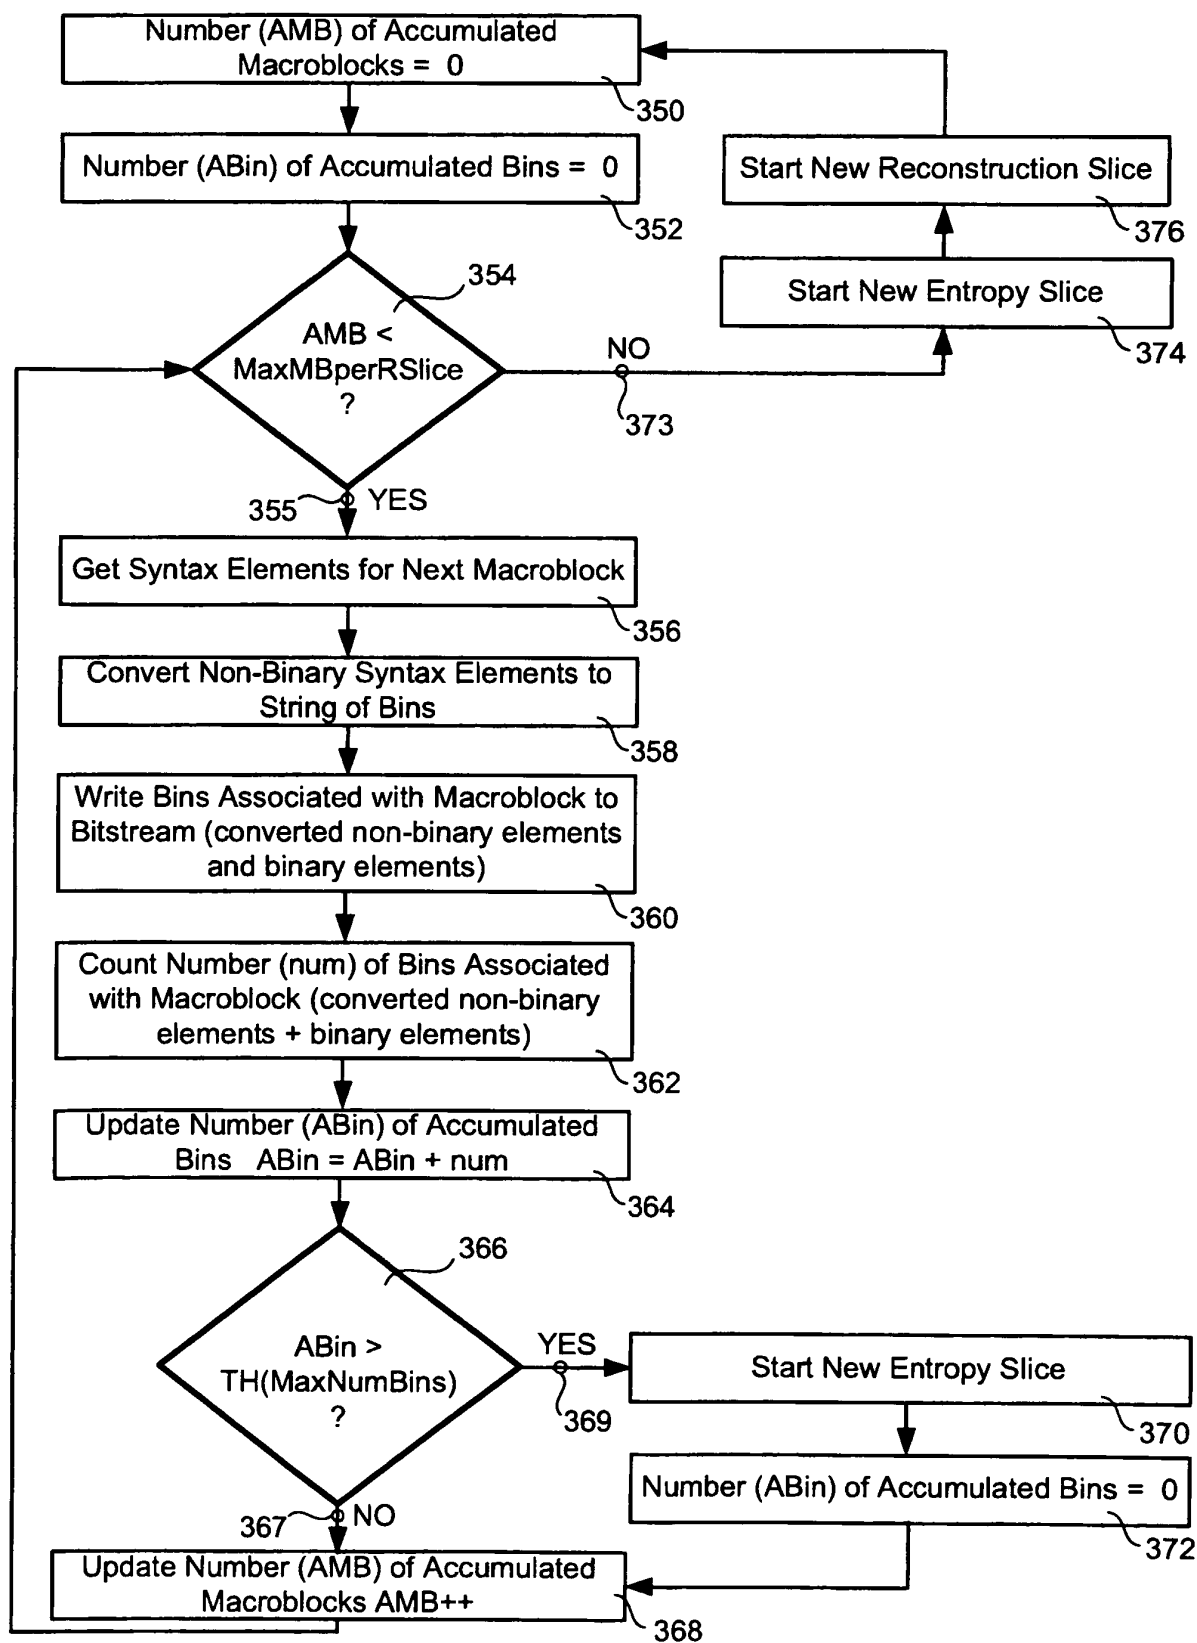 Number (AMB) of Accumulated
Macroblocks = 0
350
Number (ABin) of Accumulated Bins = 0
352
Start New Reconstruction Slice
376
Start New Entropy Slice
374
354
AMB <
MaxMBperRSlice
?
NO
373
355
YES
Get Syntax Elements for Next Macroblock
356
Convert Non-Binary Syntax Elements to
String of Bins
358
Write Bins Associated with Macroblock to
Bitstream (converted non-binary elements
and binary elements)
360
Count Number (num) of Bins Associated
with Macroblock (converted non-binary
elements + binary elements)
362
Update Number (ABin) of Accumulated
Bins ABin = ABin + num
364
366
ABin >
TH(MaxNumBins)
?
YES
369
Start New Entropy Slice
370
Number (ABin) of Accumulated Bins = 0
372
367
NO
Update Number (AMB) of Accumulated
Macroblocks AMB++
368